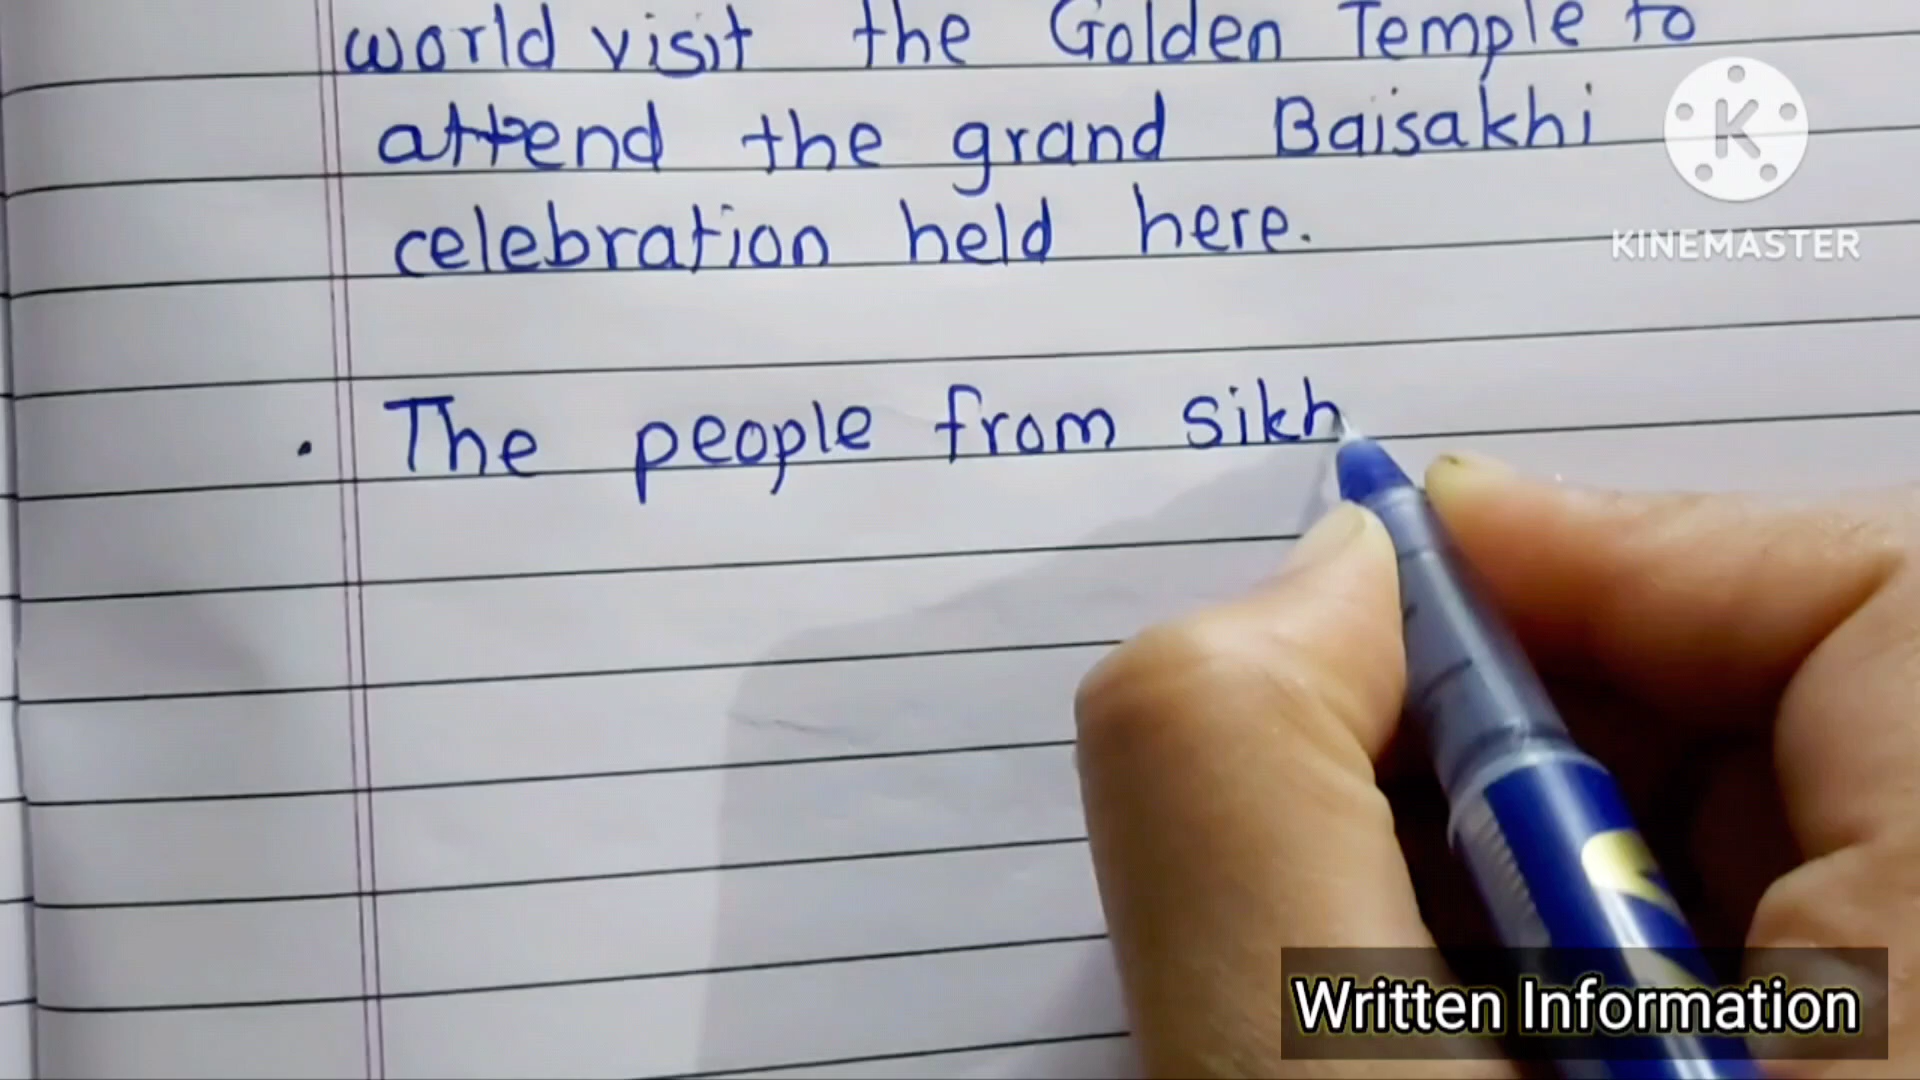 world visit the Golden Temple to
attend the grand Baisakhi
celebration held here.
. The people from sikh
K
KINEMASTER
Written Information